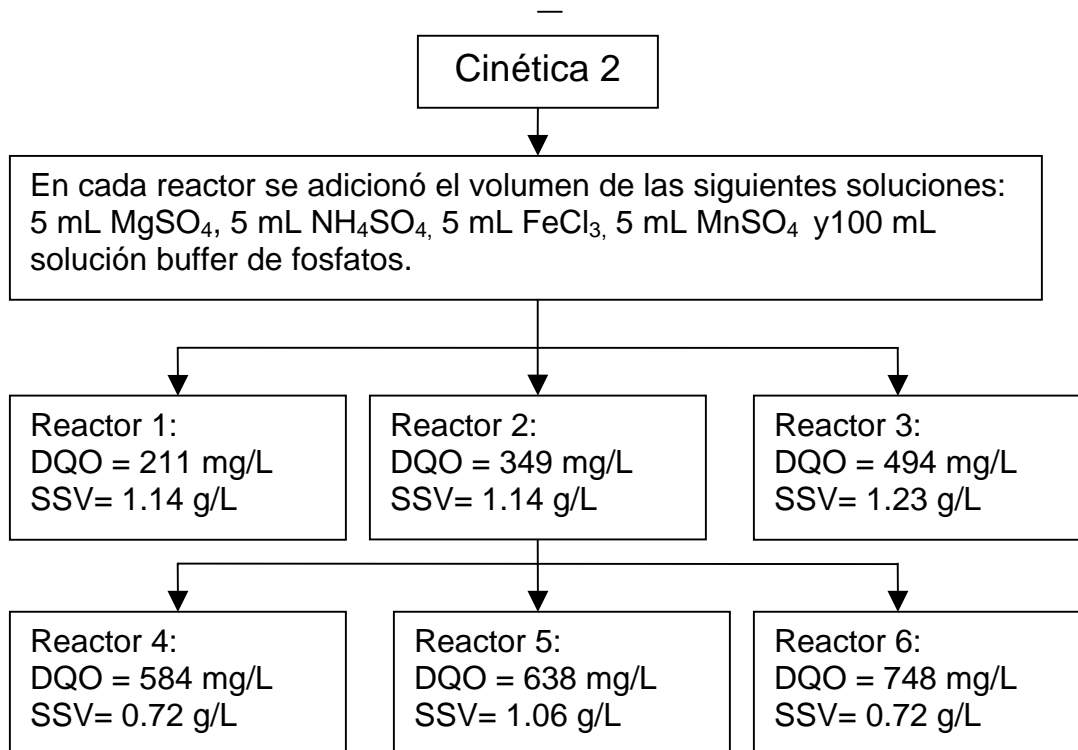 Cinética 2
En cada reactor se adicionó el volumen de las siguientes soluciones:
5 mL MgSO₄, 5 mL NH₄SO₄, 5 mL FeCl₃, 5 mL MnSO₄ y100 mL
solución buffer de fosfatos.
Reactor 1:
DQO = 211 mg/L
SSV= 1.14 g/L
Reactor 2:
DQO = 349 mg/L
SSV= 1.14 g/L
Reactor 3:
DQO = 494 mg/L
SSV= 1.23 g/L
Reactor 4:
DQO = 584 mg/L
SSV= 0.72 g/L
Reactor 5:
DQO = 638 mg/L
SSV= 1.06 g/L
Reactor 6:
DQO = 748 mg/L
SSV= 0.72 g/L